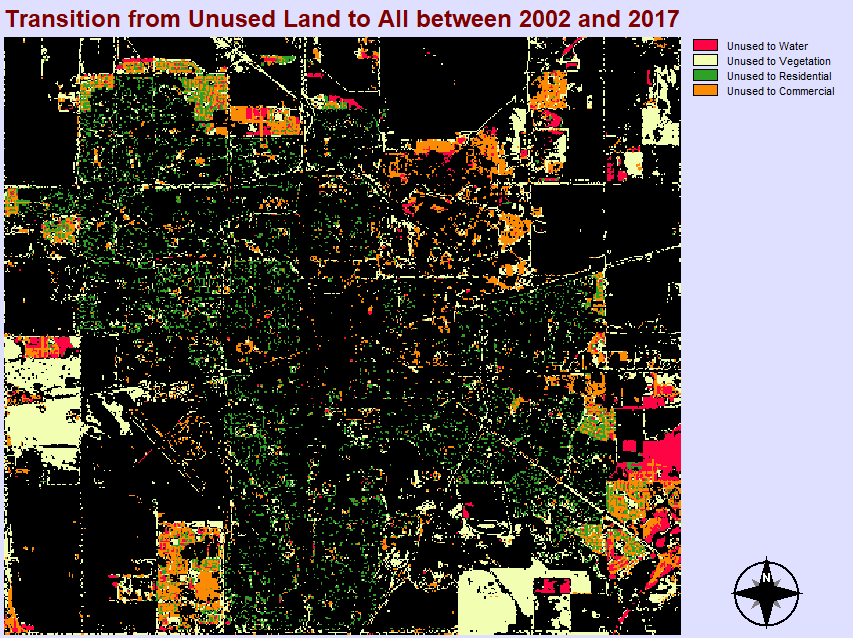 Transition from Unused Land to All between 2002 and 2017
Unused to Water
Unused to Vegetation
Unused to Residential
Unused to Commercial
N